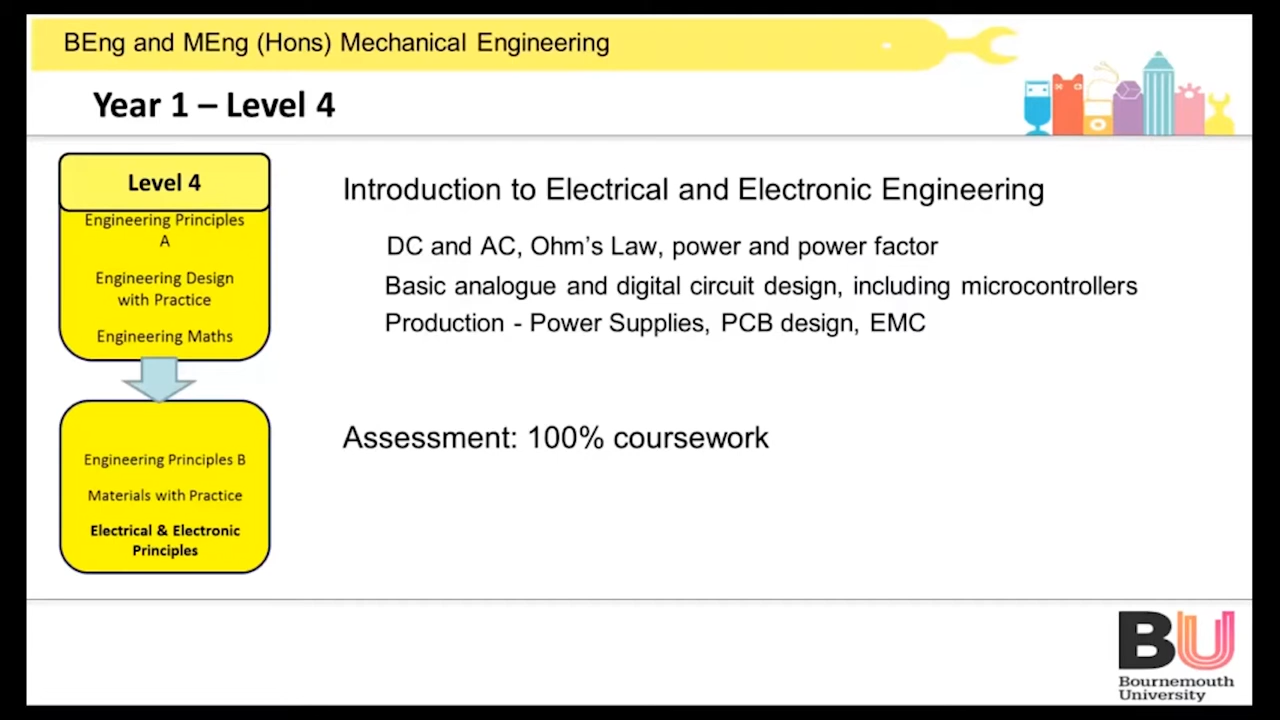 BEng and MEng (Hons) Mechanical Engineering
Year 1 – Level 4
Level 4
Engineering Principles
A
Engineering Design
with Practice
Engineering Maths
Engineering Principles B
Materials with Practice
Electrical & Electronic
Principles
Introduction to Electrical and Electronic Engineering
DC and AC, Ohm's Law, power and power factor
Basic analogue and digital circuit design, including microcontrollers
Production - Power Supplies, PCB design, EMC
Assessment: 100% coursework
BU
Bournemouth
University